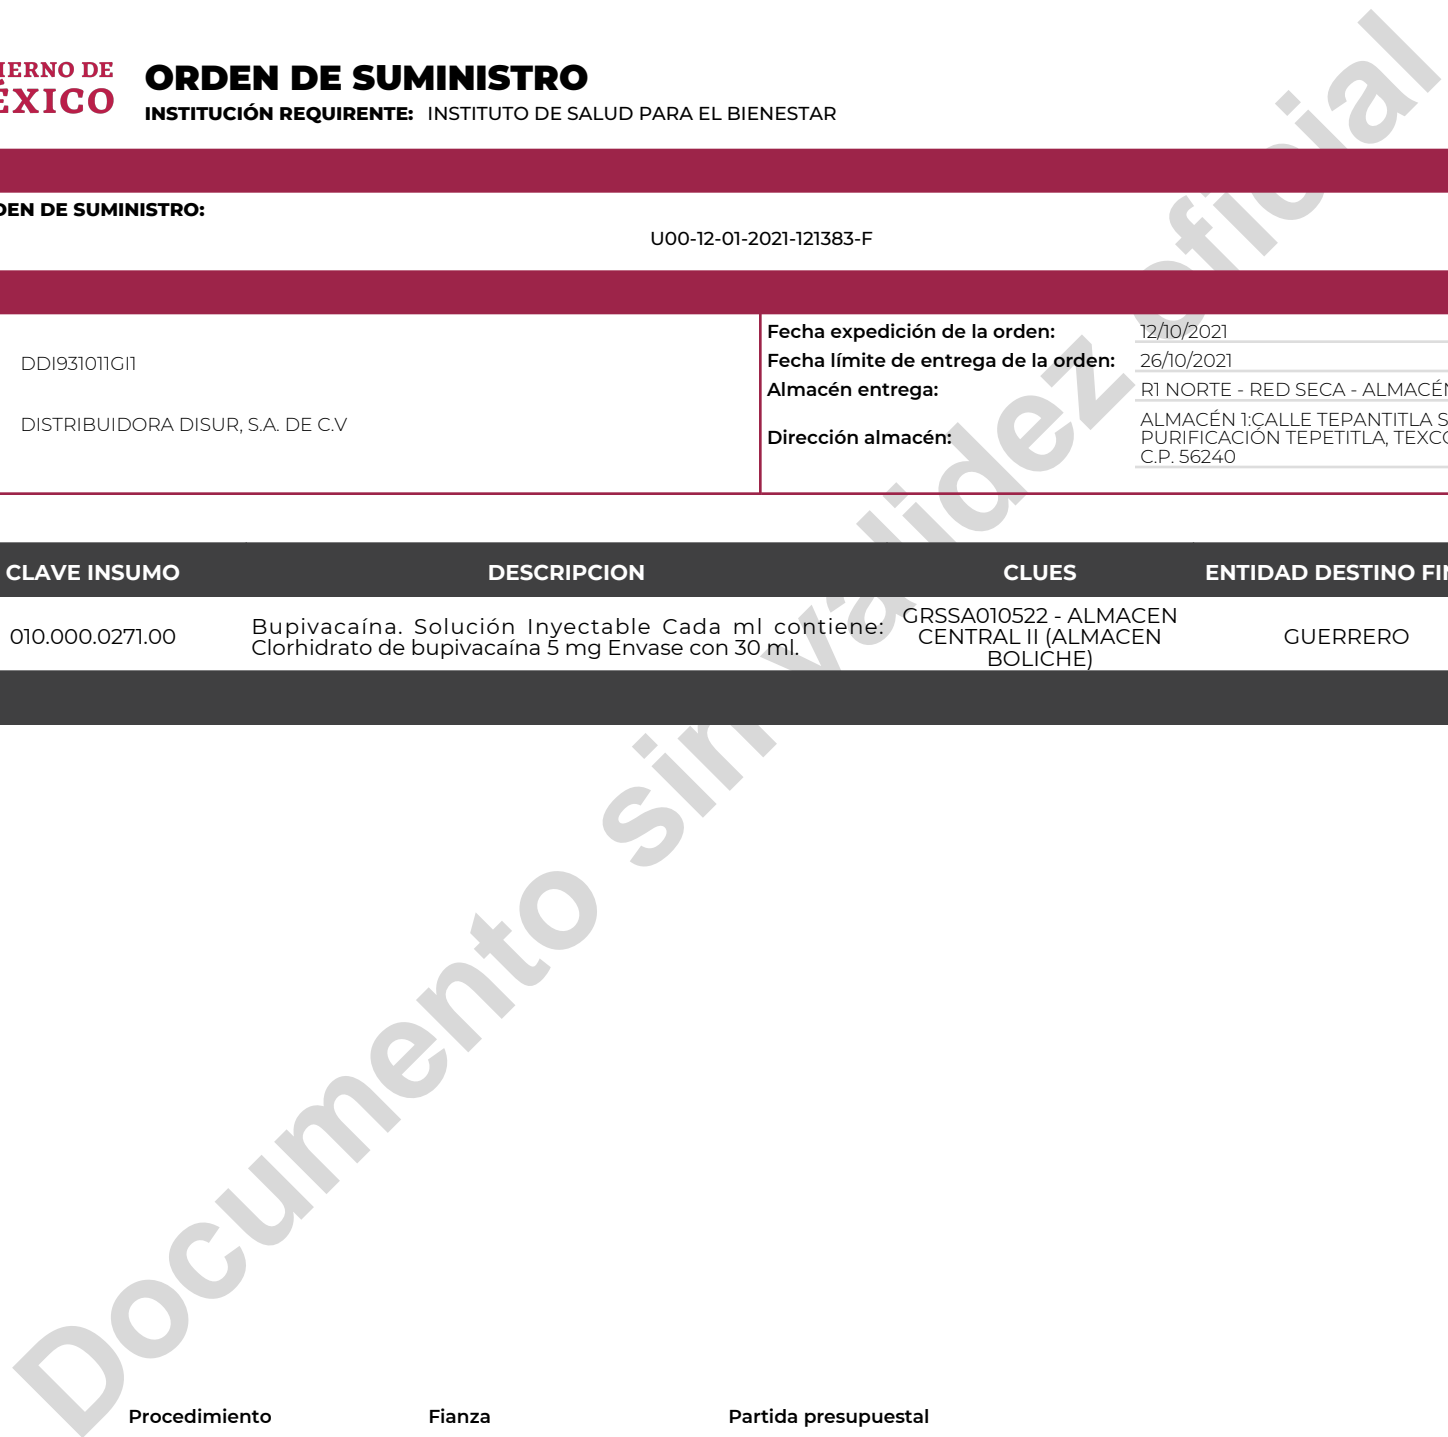 IERNO DE
ÉXICO
ORDEN DE SUMINISTRO
INSTITUCIÓN REQUIRENTE: INSTITUTO DE SALUD PARA EL BIENESTAR
DEN DE SUMINISTRO:
U00-12-01-2021-121383-F
DDI931011GI1
DISTRIBUIDORA DISUR, S.A. DE C.V
Fecha expedición de la orden: 12/10/2021
Fecha límite de entrega de la orden: 26/10/2021
Almacén entrega: R1 NORTE - RED SECA - ALMACÉN
Dirección almacén:
ALMACÉN 1:CALLE TEPANTITLA S
PURIFICACIÓN TEPETITLA, TEXCO
C.P. 56240
CLAVE INSUMO DESCRIPCION CLUES ENTIDAD DESTINO FIN
010.000.0271.00
Bupivacaína. Solución Inyectable Cada ml contiene:
Clorhidrato de bupivacaína 5 mg Envase con 30 ml.
GRSSA010522 - ALMACEN
CENTRAL II (ALMACEN
BOLICHE)
GUERRERO
Documento sin validez oficial
Procedimiento Fianza Partida presupuestal